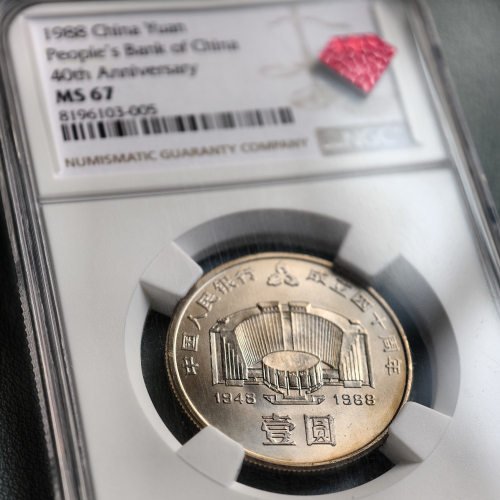 1988 China Yuan
People's Bank of China
40th Anniversary
MS 67
8196103-005
NUMISMATIC GUARANTY COMPANY
NGC
中国人民银行 成立四十周年
1948 1988
壹圆